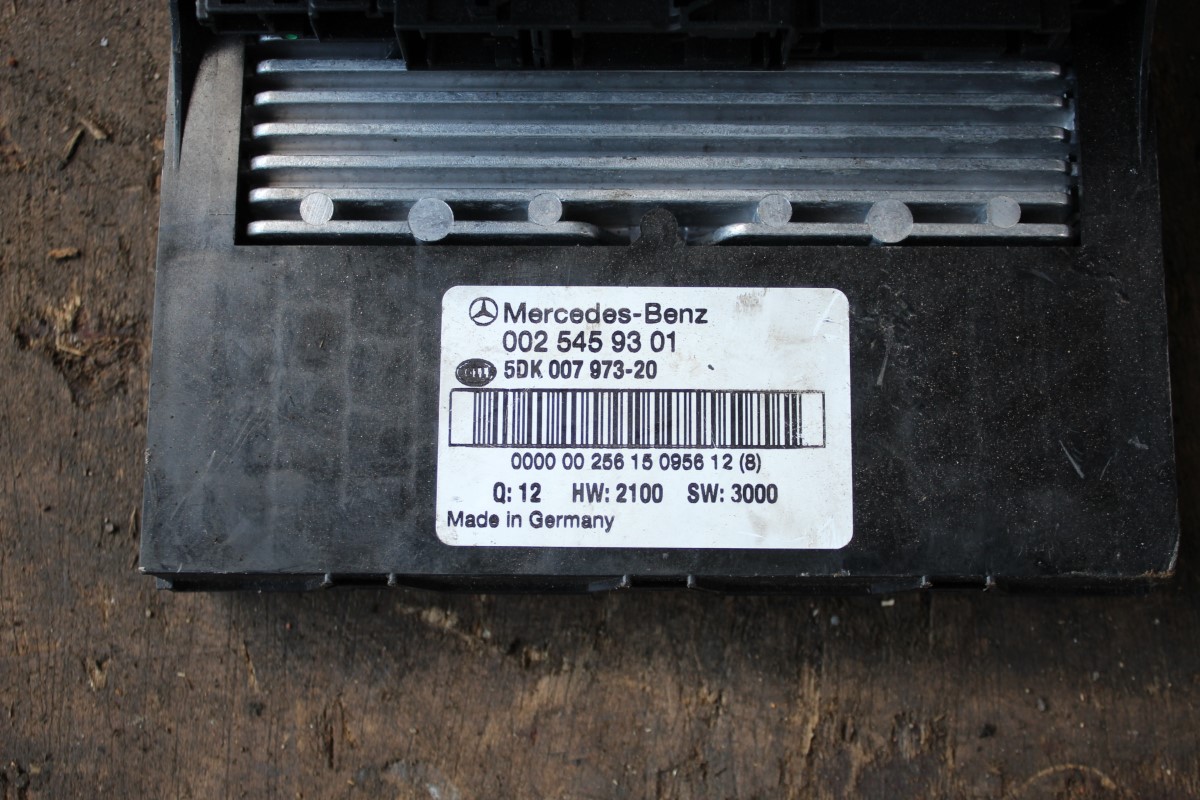 Mercedes-Benz
002 545 93 01
HELLA 5DK 007 973-20
0000 00 256 15 0956 12 (8)
Q: 12 HW: 2100 SW: 3000
Made in Germany